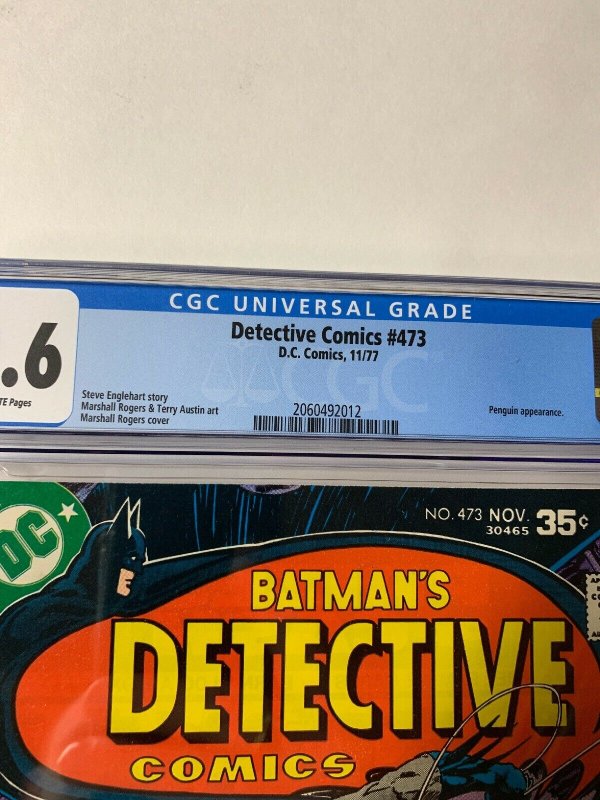 CGC UNIVERSAL GRADE
.6
TE Pages
Detective Comics #473
D.C. Comics, 11/77
Steve Englehart story
Marshall Rogers & Terry Austin art
Marshall Rogers cover
2060492012
Penguin appearance.
CGC
DC
NO. 473 NOV. 35¢
30465
BATMAN'S
DETECTIVE
COMICS